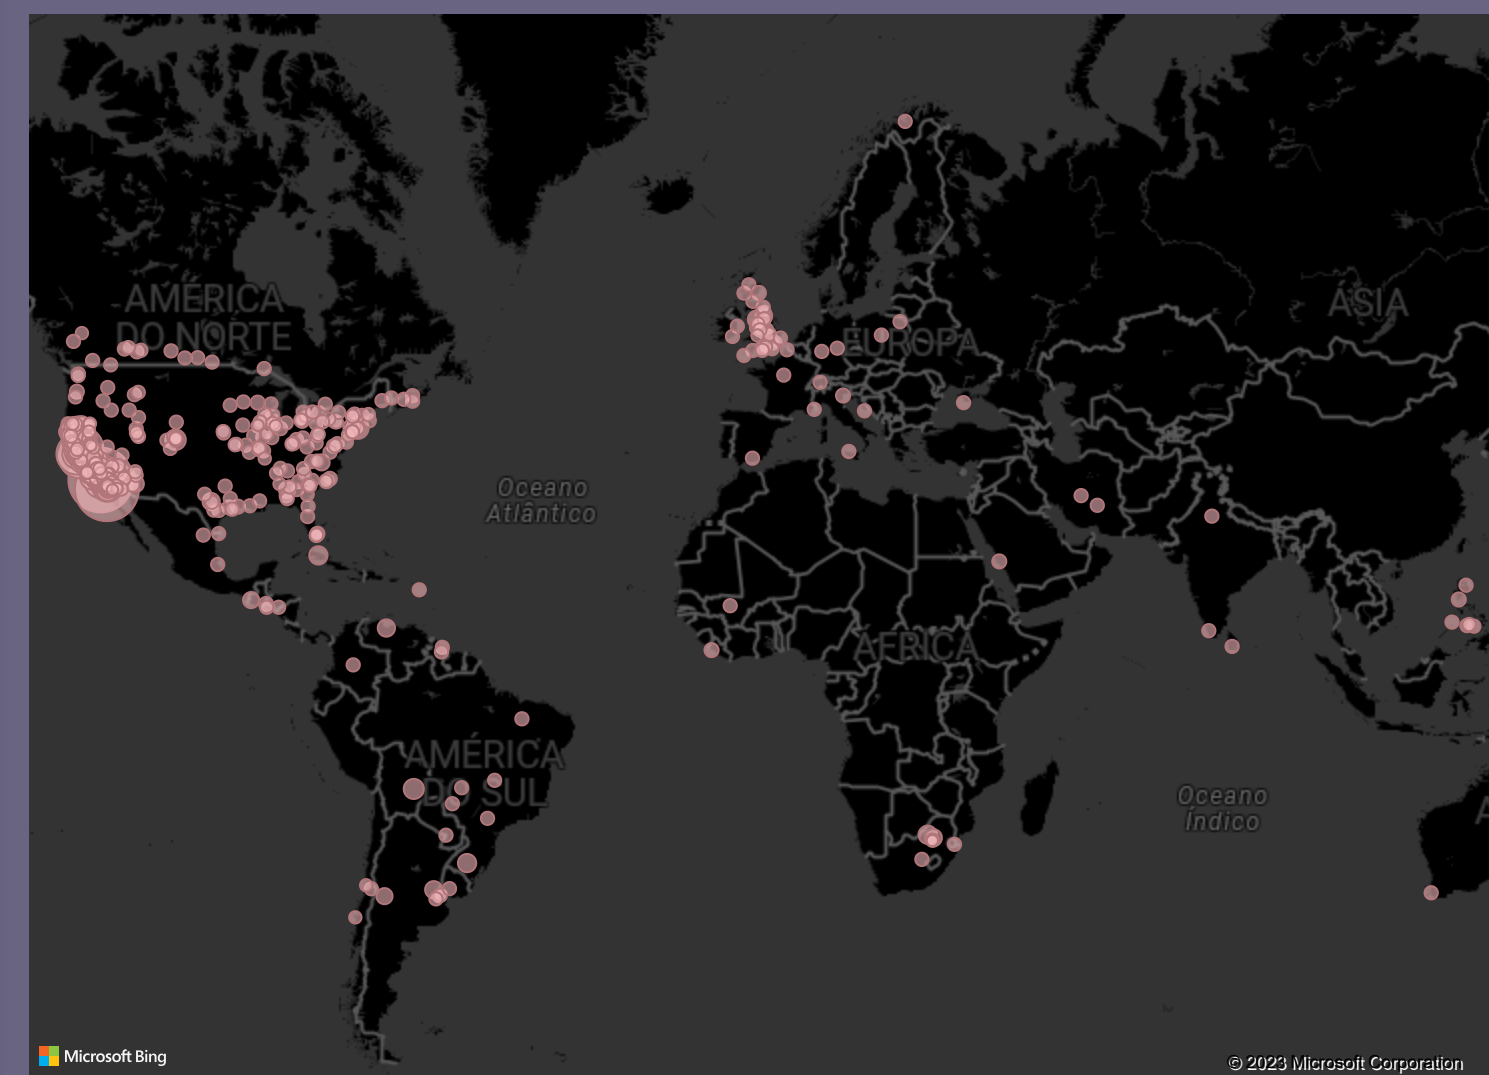 AMÉRICA
DO NORTE
EUROPA
ÁSIA
Oceano
Atlântico
ÁFRICA
AMÉRICA
DO SUL
Oceano
Índico
A
Microsoft Bing
© 2023 Microsoft Corporation